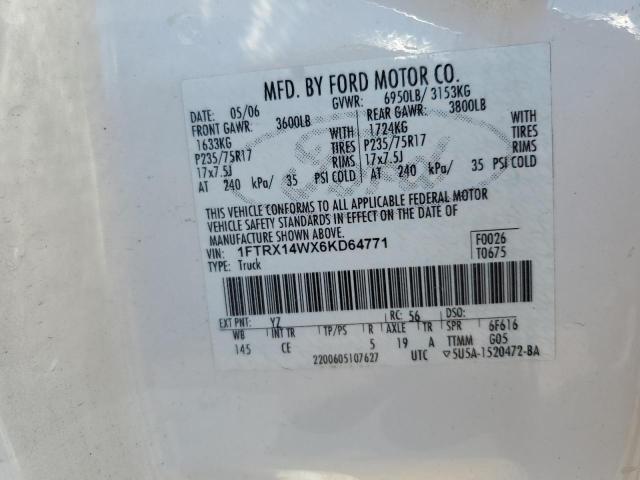 MFD. BY FORD MOTOR CO.
DATE: 05/06 GVWR: 6950LB/ 3153KG
FRONT GAWR: 3600LB REAR GAWR: 3800LB
1633KG WITH 1724KG WITH
P235/75R17 TIRES P235/75R17 TIRES
17x7.5J RIMS 17x7.5J RIMS
AT 240 kPa/ 35 PSI COLD AT 240 kPa/ 35 PSI COLD
THIS VEHICLE CONFORMS TO ALL APPLICABLE FEDERAL MOTOR
VEHICLE SAFETY STANDARDS IN EFFECT ON THE DATE OF
MANUFACTURE SHOWN ABOVE.
VIN: 1FTRX14WX6KD64771 F0026
TYPE: Truck T0675
EXT PNT: YZ RC: 56 DSO:
WB INT TR TP/PS R AXLE TR SPR 6F616
145 CE 5 19 A TTMM G05
2200605107627 UTC ▽5U5A-1520472-BA
Ford